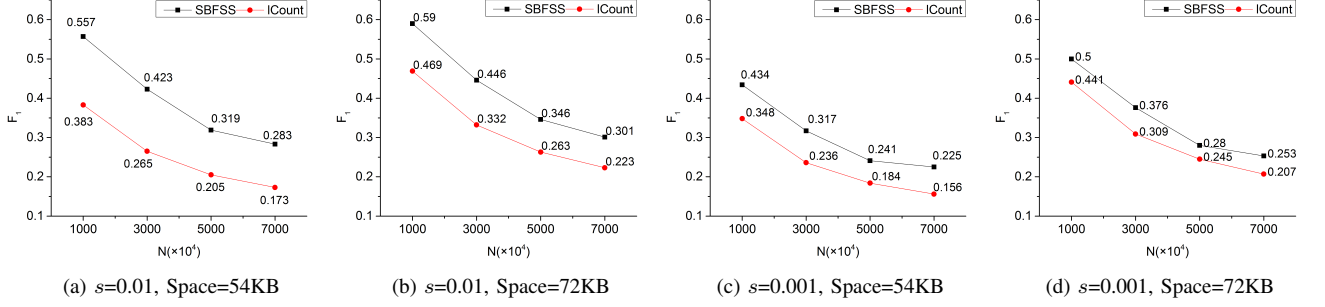 SBFSS ICount
0.6
0.5
0.4
0.3
0.2
0.1
F1
0.557
0.423
0.319
0.283
0.383
0.265
0.205
0.173
1000 3000 5000 7000
N(×10^4)
(a) s=0.01, Space=54KB
SBFSS ICount
0.6
0.5
0.4
0.3
0.2
0.1
F1
0.59
0.446
0.346
0.301
0.469
0.332
0.263
0.223
1000 3000 5000 7000
N(×10^4)
(b) s=0.01, Space=72KB
SBFSS ICount
0.6
0.5
0.4
0.3
0.2
0.1
F1
0.434
0.317
0.241
0.225
0.348
0.236
0.184
0.156
1000 3000 5000 7000
N(×10^4)
(c) s=0.001, Space=54KB
SBFSS ICount
0.6
0.5
0.4
0.3
0.2
0.1
F1
0.5
0.376
0.28
0.253
0.441
0.309
0.245
0.207
1000 3000 5000 7000
N(×10^4)
(d) s=0.001, Space=72KB